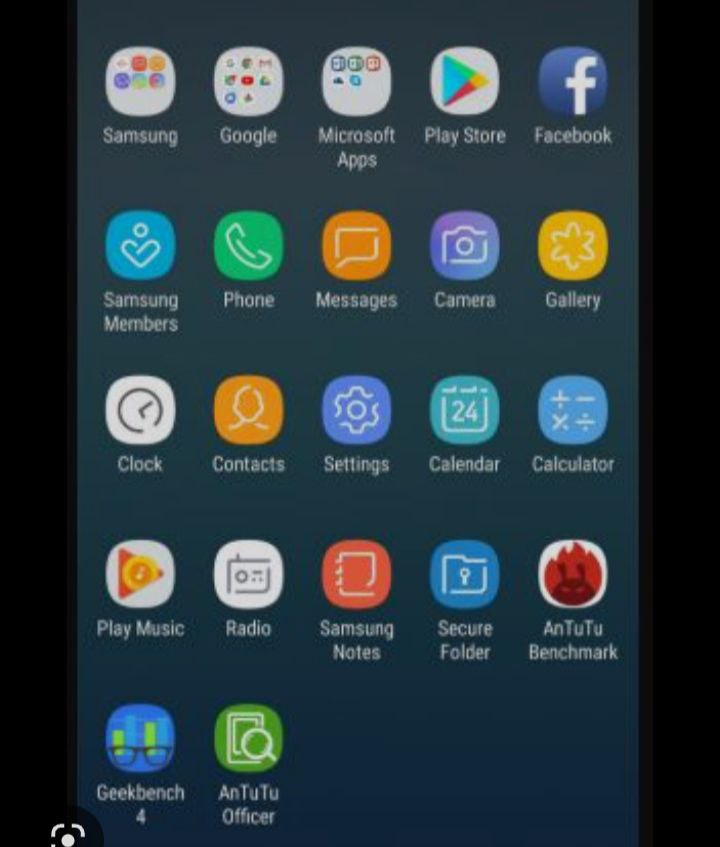 Samsung Google Microsoft Apps Play Store Facebook
Samsung Members Phone Messages Camera Gallery
Clock Contacts Settings 24 Calendar Calculator
Play Music Radio Samsung Notes Secure Folder AnTuTu Benchmark
Geekbench 4 AnTuTu Officer